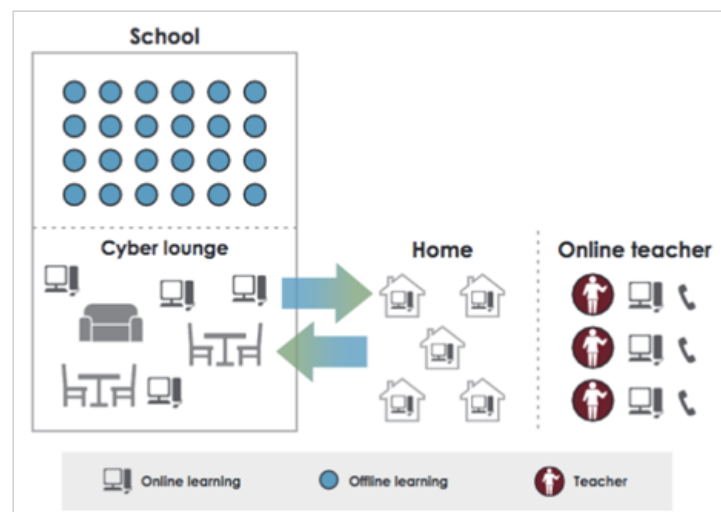 School
Cyber lounge
Home
Online teacher
Online learning
Offline learning
Teacher